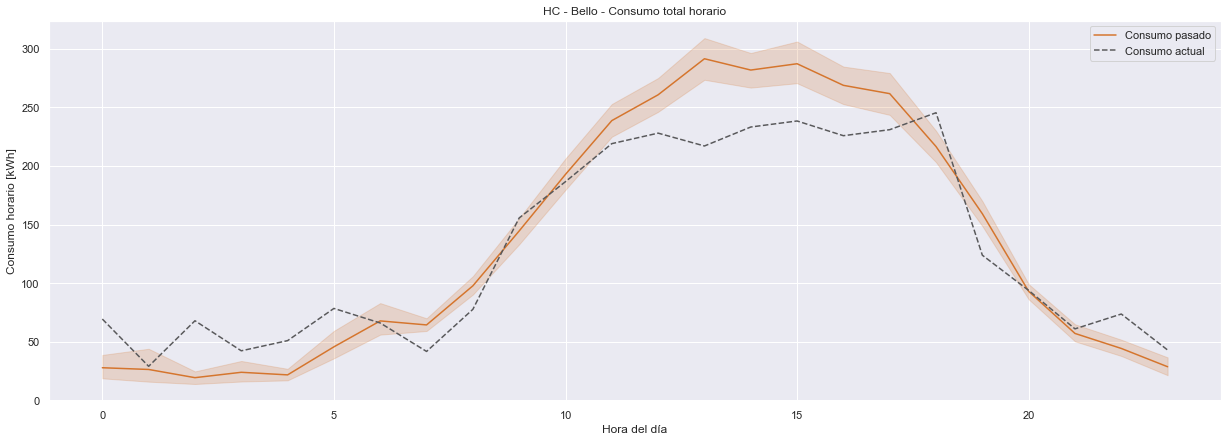 HC - Bello - Consumo total horario
Consumo pasado
Consumo actual
Consumo horario [kWh]
300
250
200
150
100
50
0
0 5 10 15 20
Hora del día